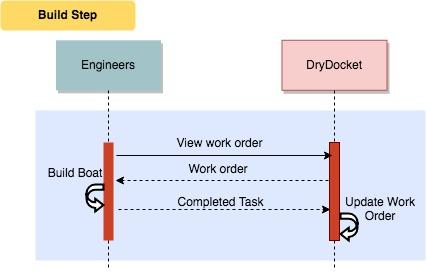 Build Step
Engineers
DryDocket
View work order
Work order
Build Boat
Completed Task
Update Work
Order